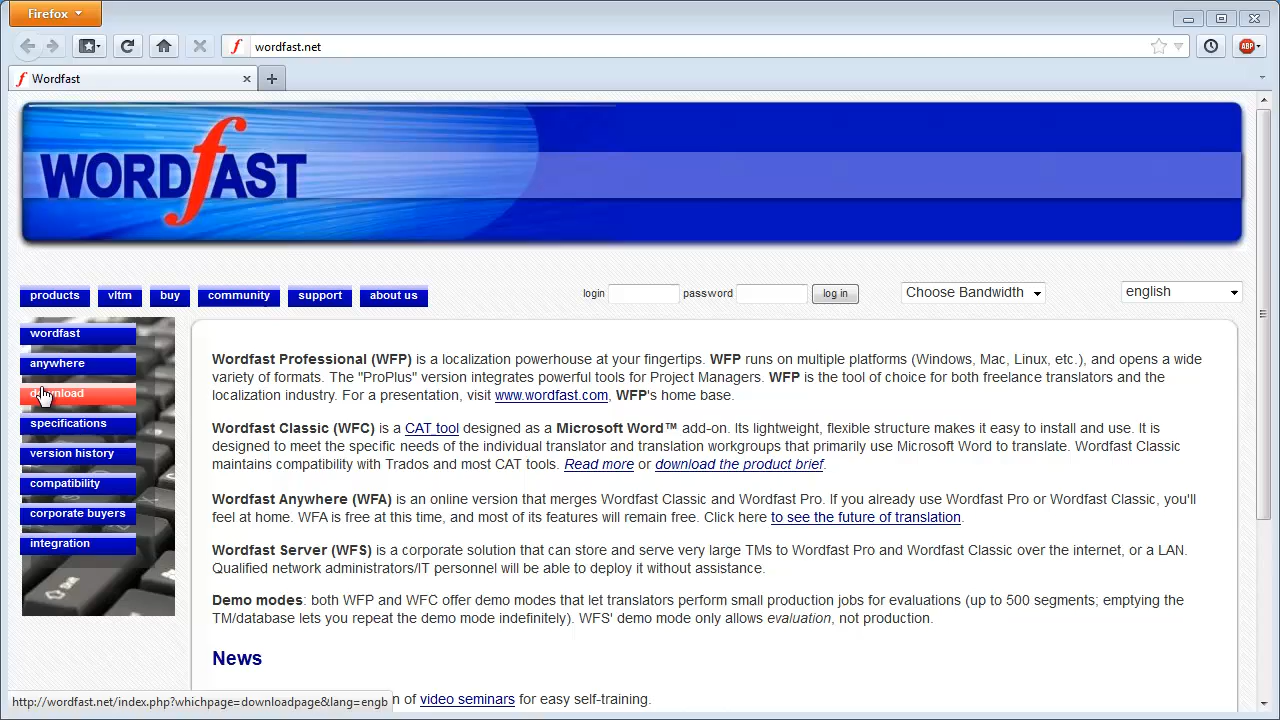 Firefox
wordfast.net
ABP
Wordfast
WORDfAST
products vltm buy community support about us
login password log in Choose Bandwidth english
wordfast
anywhere
download
specifications
version history
compatibility
corporate buyers
integration
Wordfast Professional (WFP) is a localization powerhouse at your fingertips. WFP runs on multiple platforms (Windows, Mac, Linux, etc.), and opens a wide
variety of formats. The "ProPlus" version integrates powerful tools for Project Managers. WFP is the tool of choice for both freelance translators and the
localization industry. For a presentation, visit www.wordfast.com, WFP's home base.
Wordfast Classic (WFC) is a CAT tool designed as a Microsoft Word™ add-on. Its lightweight, flexible structure makes it easy to install and use. It is
designed to meet the specific needs of the individual translator and translation workgroups that primarily use Microsoft Word to translate. Wordfast Classic
maintains compatibility with Trados and most CAT tools. Read more or download the product brief.
Wordfast Anywhere (WFA) is an online version that merges Wordfast Classic and Wordfast Pro. If you already use Wordfast Pro or Wordfast Classic, you'll
feel at home. WFA is free at this time, and most of its features will remain free. Click here to see the future of translation.
Wordfast Server (WFS) is a corporate solution that can store and serve very large TMs to Wordfast Pro and Wordfast Classic over the internet, or a LAN.
Qualified network administrators/IT personnel will be able to deploy it without assistance.
Demo modes: both WFP and WFC offer demo modes that let translators perform small production jobs for evaluations (up to 500 segments; emptying the
TM/database lets you repeat the demo mode indefinitely). WFS' demo mode only allows evaluation, not production.
News
n of video seminars for easy self-training.
http://wordfast.net/index.php?whichpage=downloadpage&lang=engb